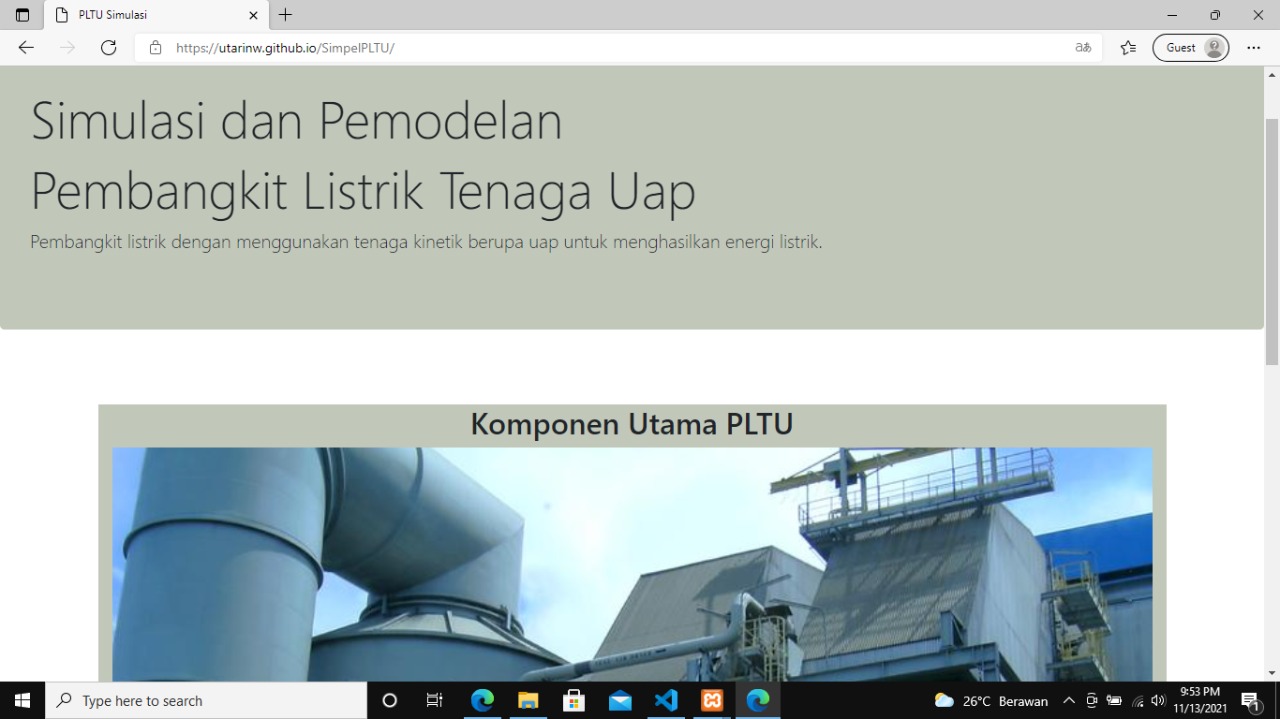 PLTU Simulasi
https://utarinw.github.io/SimpelPLTU/
Guest
Simulasi dan Pemodelan
Pembangkit Listrik Tenaga Uap
Pembangkit listrik dengan menggunakan tenaga kinetik berupa uap untuk menghasilkan energi listrik.
Komponen Utama PLTU
Type here to search
26°C Berawan
9:53 PM
11/13/2021
1